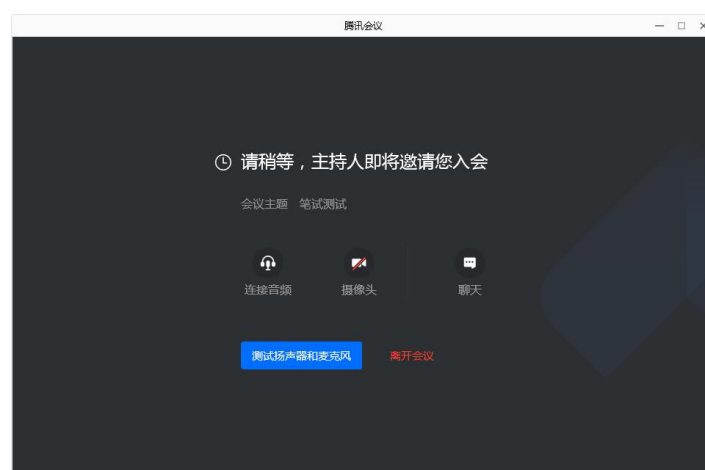 腾讯会议
请稍等，主持人即将邀请您入会
会议主题 笔试测试
连接音频 摄像头 聊天
测试扬声器和麦克风 离开会议